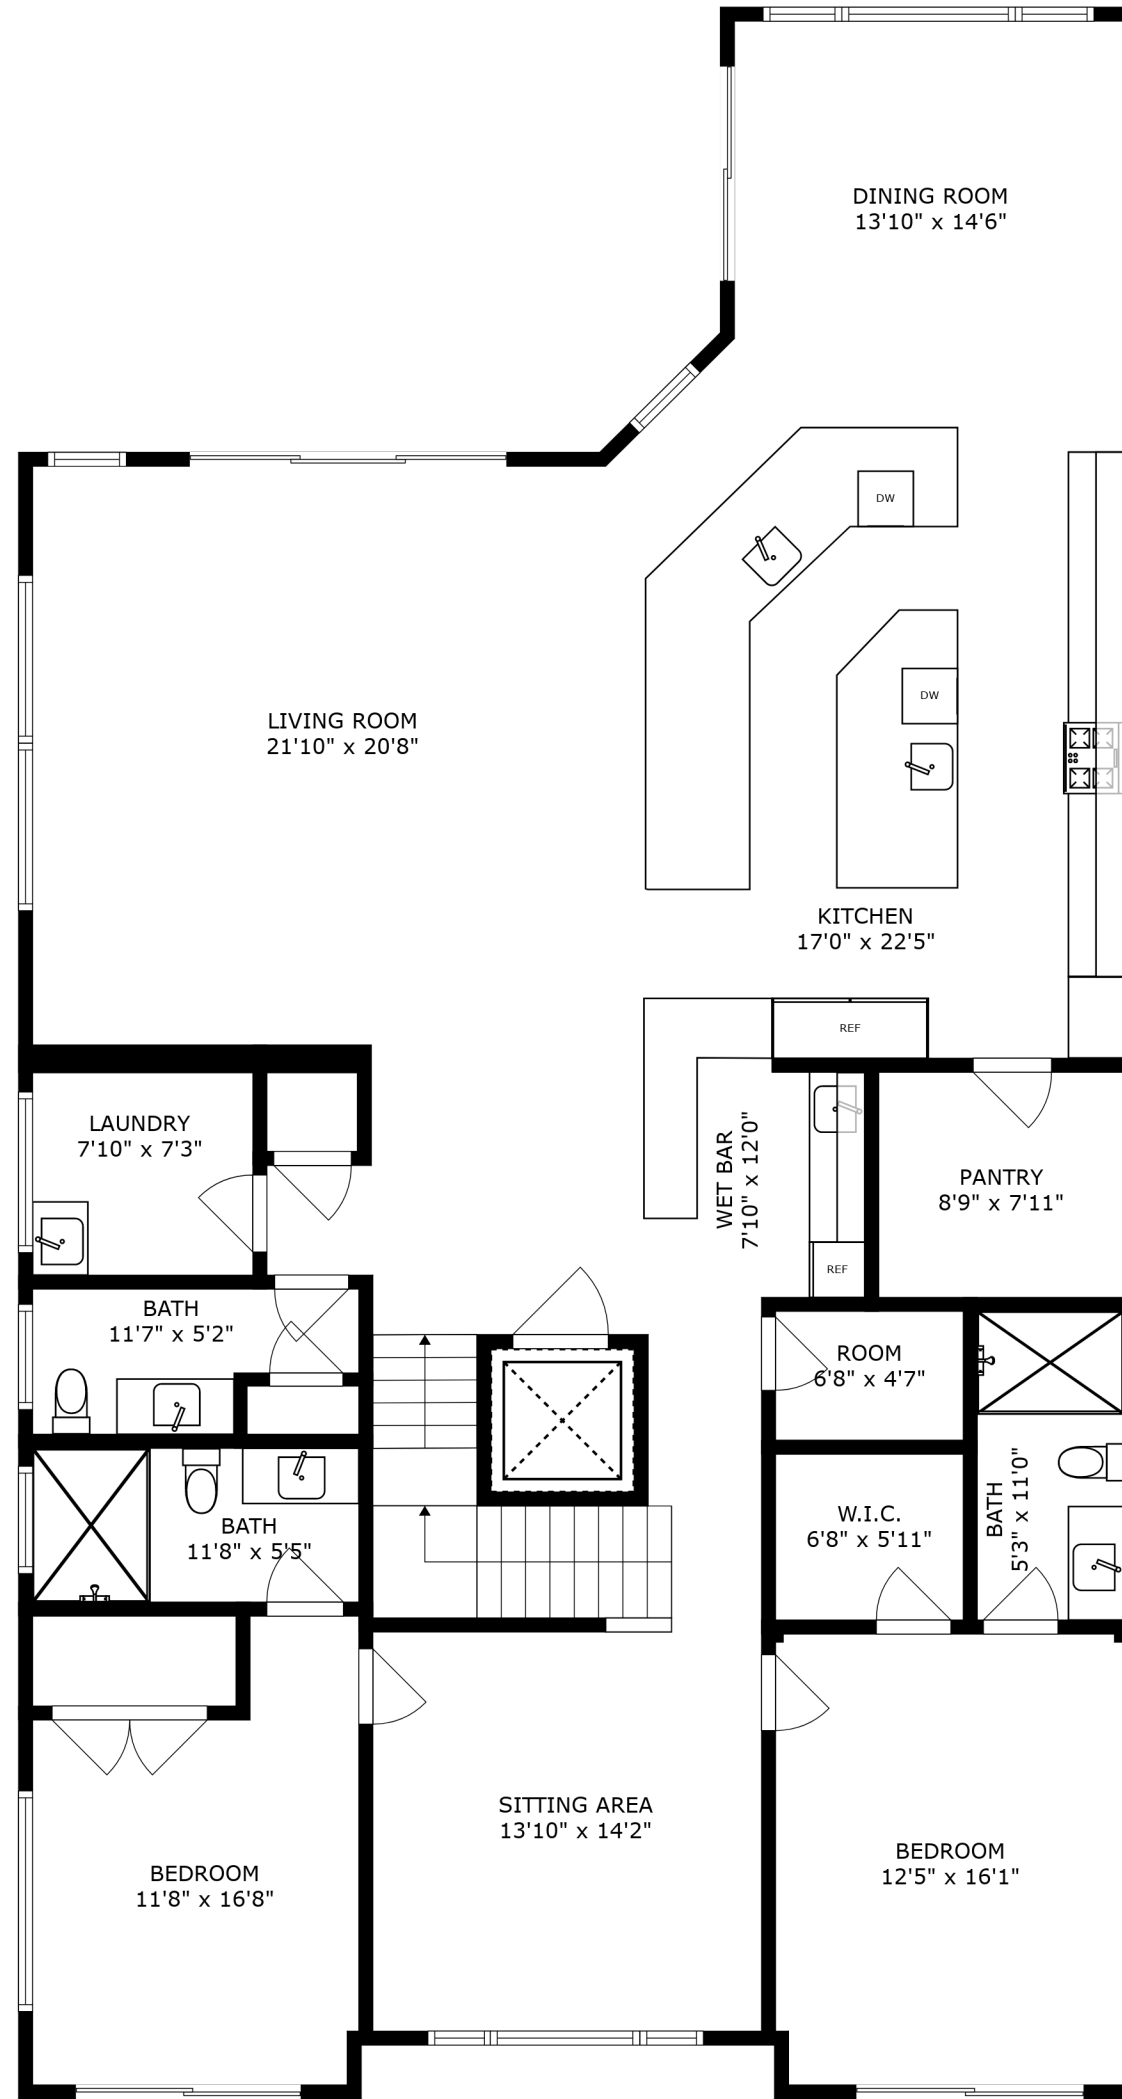 DINING ROOM
13'10" x 14'6"
DW
DW
LIVING ROOM
21'10" x 20'8"
KITCHEN
17'0" x 22'5"
REF
LAUNDRY
7'10" x 7'3"
WET BAR
7'10" x 12'0"
PANTRY
8'9" x 7'11"
REF
BATH
11'7" x 5'2"
ROOM
6'8" x 4'7"
BATH
11'8" x 5'5"
W.I.C.
6'8" x 5'11"
BATH
5'3" x 11'0"
SITTING AREA
13'10" x 14'2"
BEDROOM
11'8" x 16'8"
BEDROOM
12'5" x 16'1"